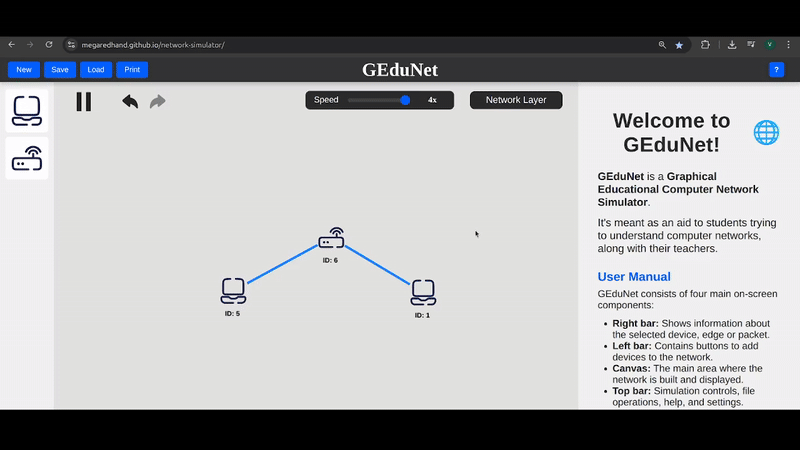 megaredhand.github.io/network-simulator/
V
New Save Load Print
GEduNet
?
Speed 4x
Network Layer
ID: 6
ID: 5
ID: 1
Welcome to
GEduNet!
GEduNet is a Graphical
Educational Computer Network
Simulator.
It's meant as an aid to students trying
to understand computer networks,
along with their teachers.
User Manual
GEduNet consists of four main on-screen
components:
• Right bar: Shows information about
the selected device, edge or packet.
• Left bar: Contains buttons to add
devices to the network.
• Canvas: The main area where the
network is built and displayed.
• Top bar: Simulation controls, file
operations, help, and settings.